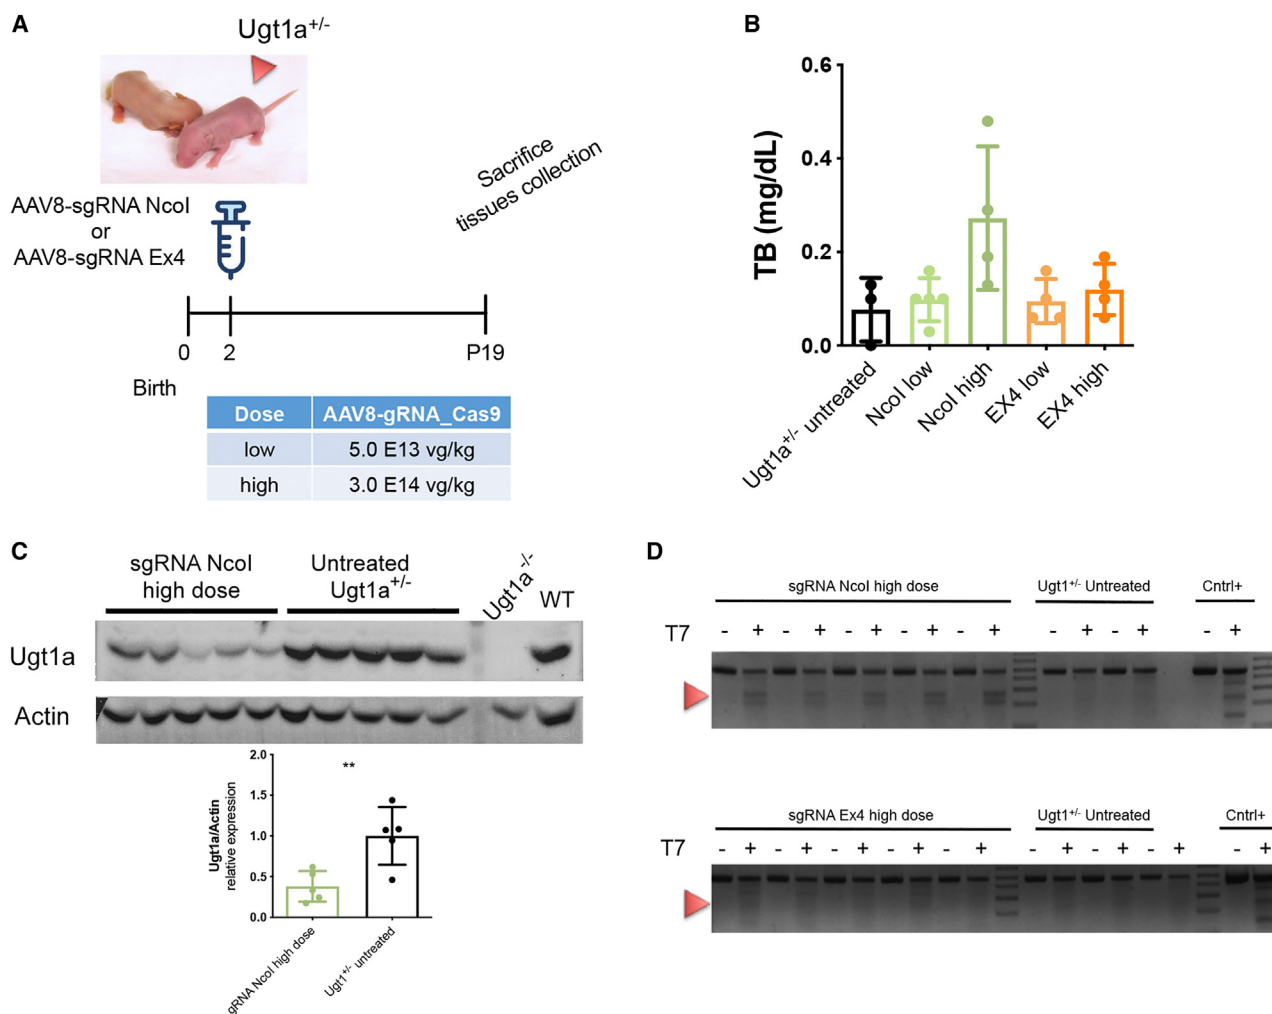 A
Ugt1a+/-
AAV8-sgRNA NcoI
or
AAV8-sgRNA Ex4
Sacrifice
tissues collection
0 2 P19
Birth
Dose AAV8-gRNA_Cas9
low 5.0 E13 vg/kg
high 3.0 E14 vg/kg
B
TB (mg/dL)
0.6
0.4
0.2
0.0
Ugt1a+/- untreated
NcoI low
NcoI high
EX4 low
EX4 high
C
sgRNA NcoI
high dose
Untreated
Ugt1a+/-
Ugt1a-/-
WT
Ugt1a
Actin
Ugt1a/Actin
relative expression
2.0
1.5
1.0
0.5
0.0
**
gRNA NcoI high dose
Ugt1+/- untreated
D
sgRNA NcoI high dose Ugt1+/- Untreated Cntrl+
T7 - + - + - + - + - + - + - + - +
sgRNA Ex4 high dose Ugt1+/- Untreated Cntrl+
T7 - + - + - + - + - + - + - + - + - +